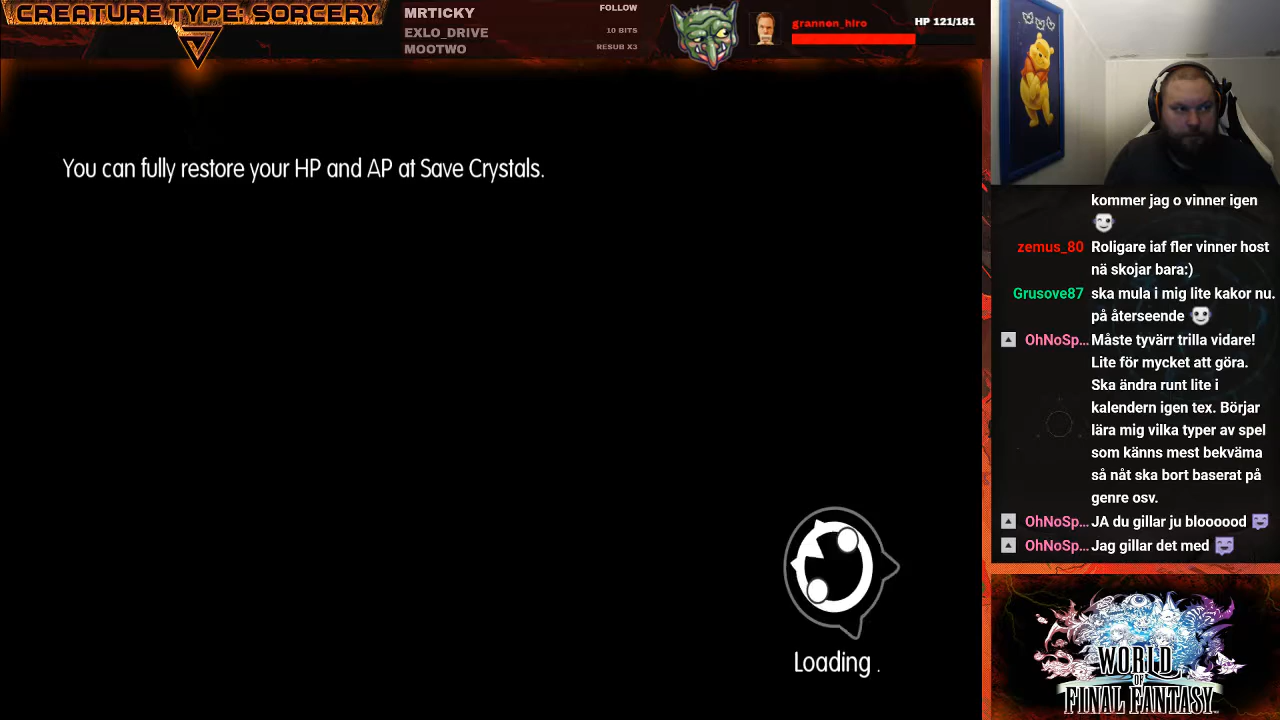 CREATURE TYPE: SORCERY
MRTICKY
FOLLOW
EXLO_DRIVE
10 BITS
MOOTWO
RESUB X3
grannon_hiro
HP 121/181
You can fully restore your HP and AP at Save Crystals.
Loading .
kommer jag o vinner igen
zemus_80 Roligare iaf fler vinner host
nä skojar bara:)
Grusove87 ska mula i mig lite kakor nu.
på återseende
OhNoSp... Måste tyvärr trilla vidare!
Lite för mycket att göra.
Ska ändra runt lite i
kalendern igen tex. Börjar
lära mig vilka typer av spel
som känns mest bekväma
så nåt ska bort baserat på
genre osv.
OhNoSp... JA du gillar ju bloooood
OhNoSp... Jag gillar det med
WORLD
OF
FINAL FANTASY